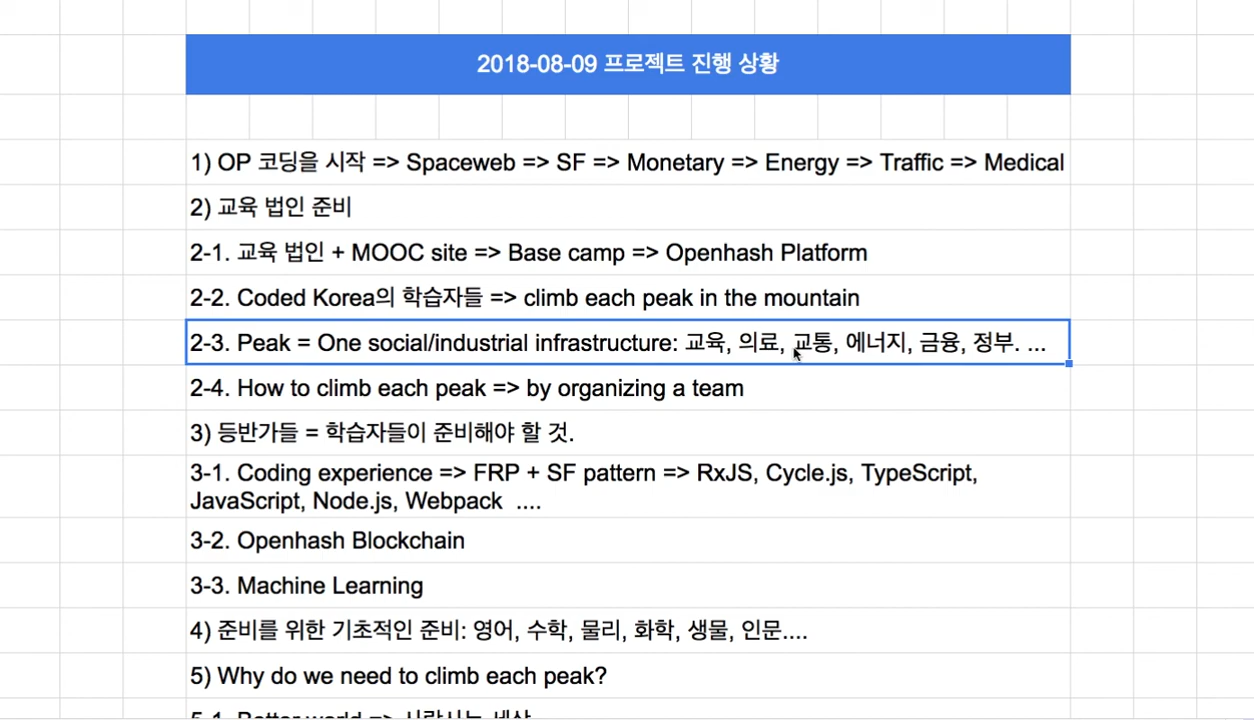 2018-08-09 프로젝트 진행 상황
1) OP 코딩을 시작 => Spaceweb => SF => Monetary => Energy => Traffic => Medical
2) 교육 법인 준비
2-1. 교육 법인 + MOOC site => Base camp => Openhash Platform
2-2. Coded Korea의 학습자들 => climb each peak in the mountain
2-3. Peak = One social/industrial infrastructure: 교육, 의료, 교통, 에너지, 금융, 정부. ...
2-4. How to climb each peak => by organizing a team
3) 등반가들 = 학습자들이 준비해야 할 것.
3-1. Coding experience => FRP + SF pattern => RxJS, Cycle.js, TypeScript,
JavaScript, Node.js, Webpack  ....
3-2. Openhash Blockchain
3-3. Machine Learning
4) 준비를 위한 기초적인 준비: 영어, 수학, 물리, 화학, 생물, 인문....
5) Why do we need to climb each peak?
5-1. Better world =>